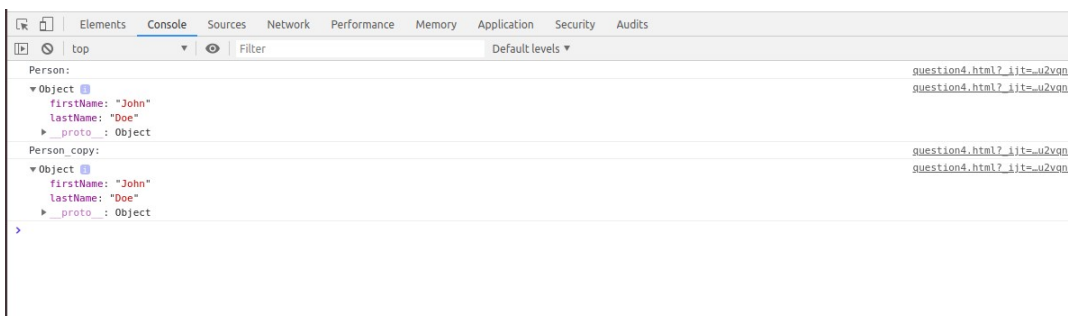 Elements Console Sources Network Performance Memory Application Security Audits
top ▼ Filter Default levels ▼
Person: question4.html?_ijt=…u2vqn
▼Object i question4.html?_ijt=…u2vqn
firstName: "John"
lastName: "Doe"
▶__proto__: Object
Person_copy: question4.html?_ijt=…u2vqn
▼Object i question4.html?_ijt=…u2vqn
firstName: "John"
lastName: "Doe"
▶__proto__: Object
>